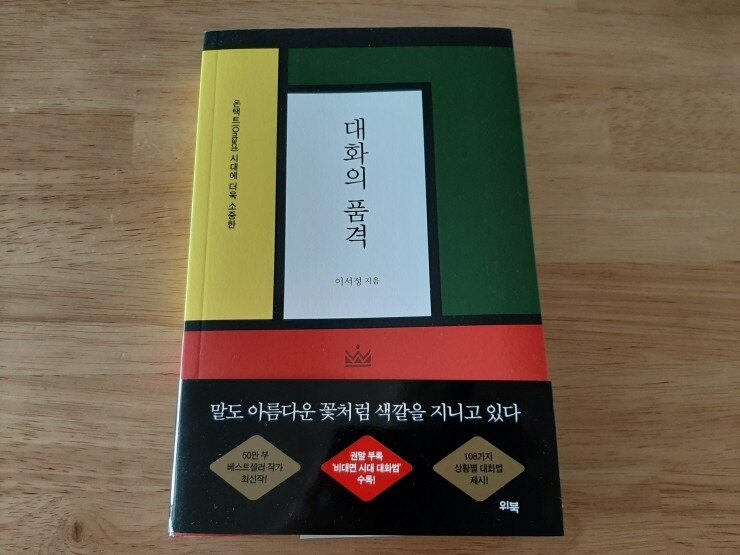 온택트(Ontact) 시대에 더욱 소중한
대화의 품격
이서정 지음
말도 아름다운 꽃처럼 색깔을 지니고 있다
50만 부
베스트셀러 작가
최신작!
권말 부록
'비대면 시대 대화법'
수록!
108가지
상황별 대화법
제시!
위북